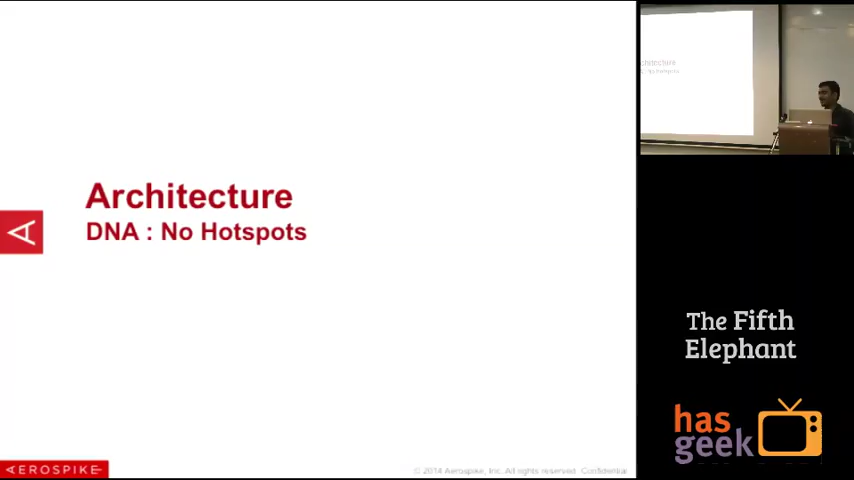 Architecture
DNA : No Hotspots
AEROSPIKE
© 2014 Aerospike, Inc. All rights reserved. Confidential
The Fifth
Elephant
has
geek